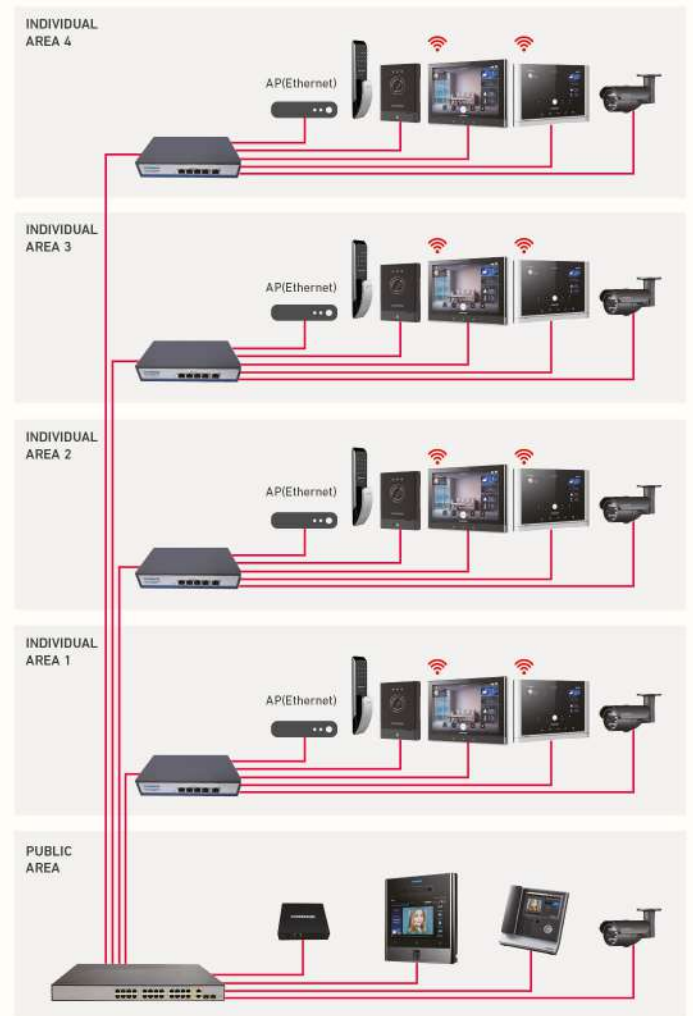 INDIVIDUAL
AREA 4
AP(Ethernet)
INDIVIDUAL
AREA 3
AP(Ethernet)
INDIVIDUAL
AREA 2
AP(Ethernet)
INDIVIDUAL
AREA 1
AP(Ethernet)
PUBLIC
AREA